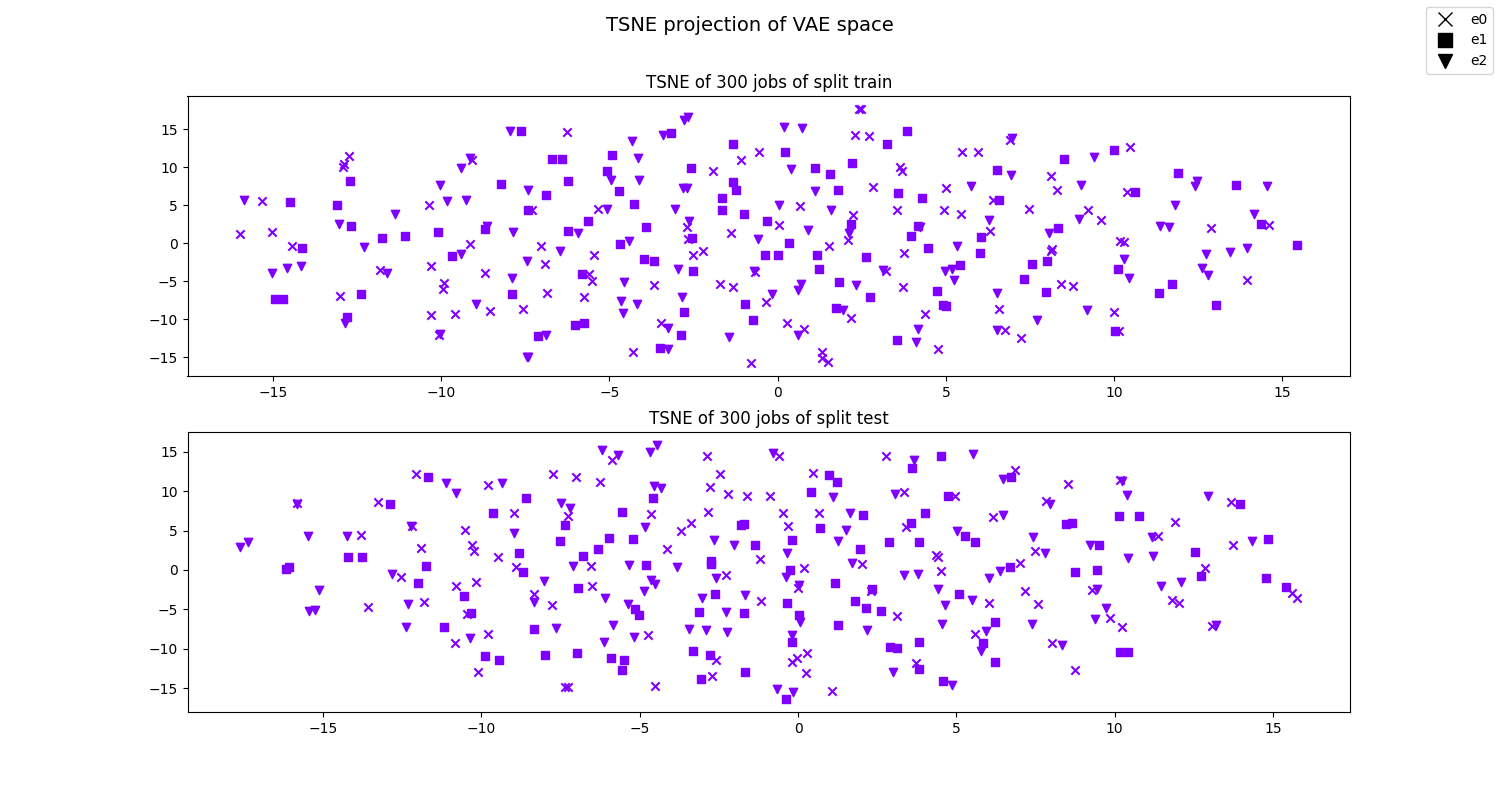 TSNE projection of VAE space
e0
e1
e2
TSNE of 300 jobs of split train
15
10
5
0
−5
−10
−15
−15 −10 −5 0 5 10 15
TSNE of 300 jobs of split test
15
10
5
0
−5
−10
−15
−15 −10 −5 0 5 10 15